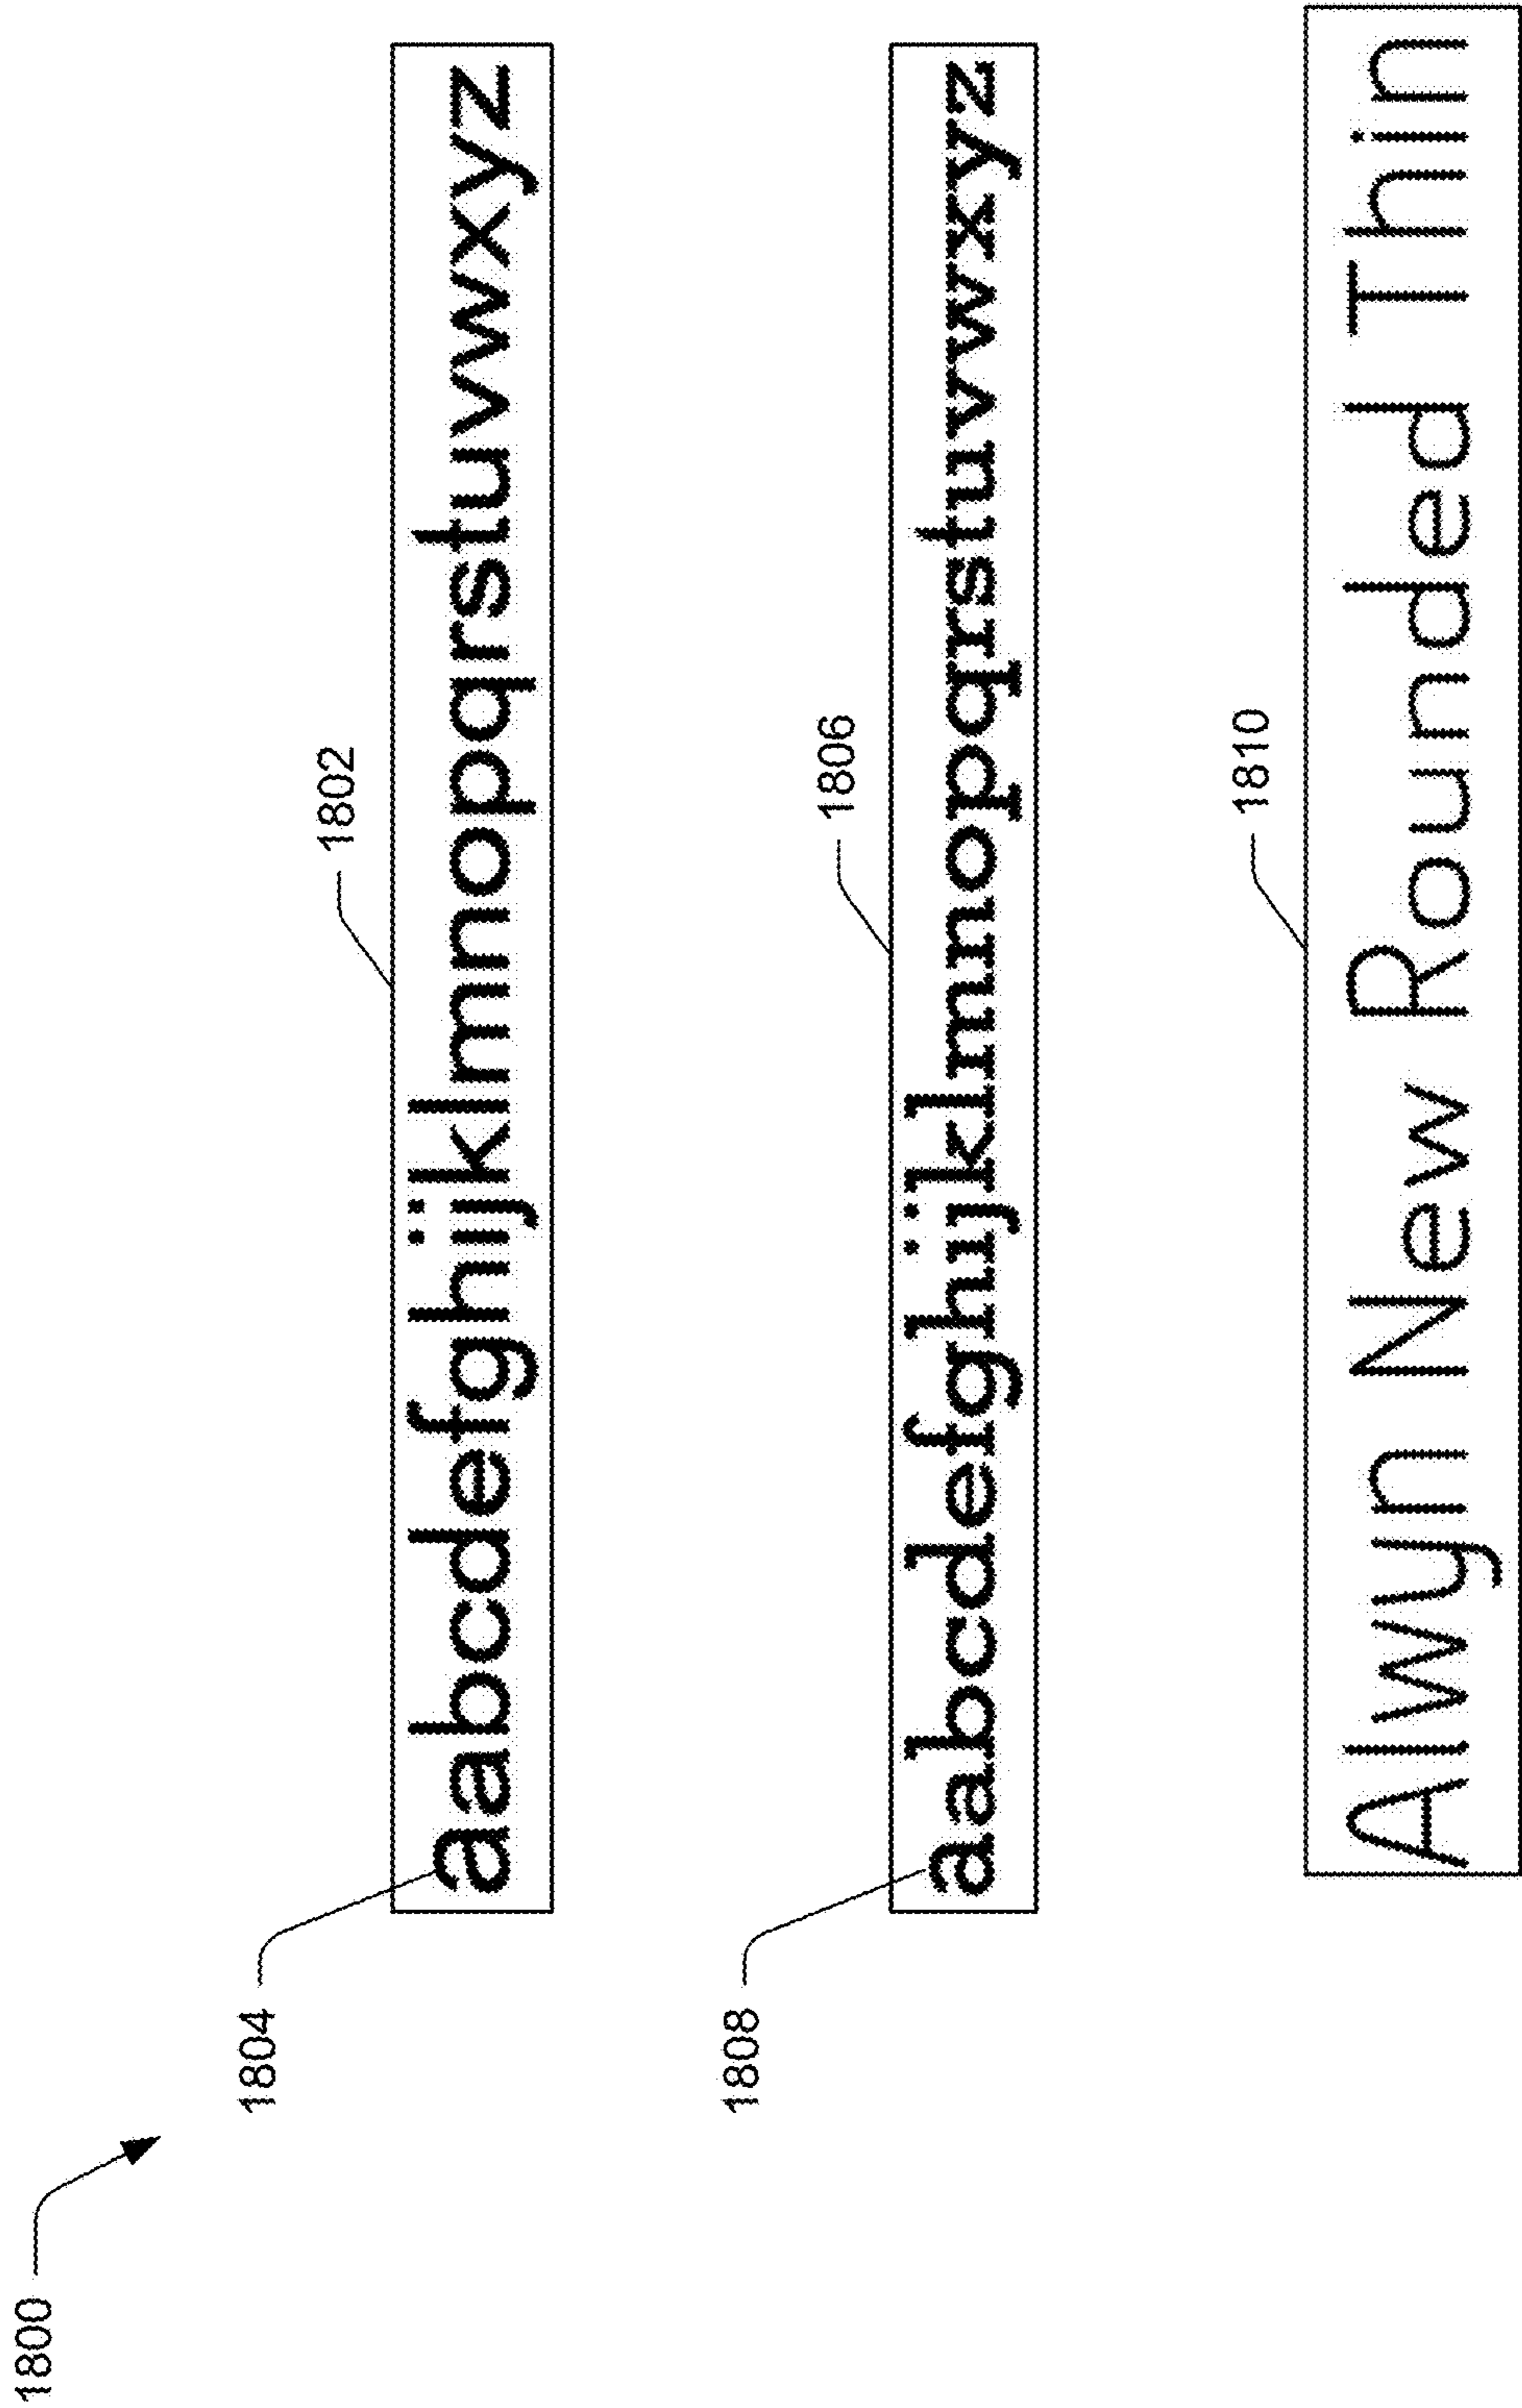 1800
1804
1802
aabcdefghijklmnopqrstuvwxyz
1808
1806
aabcdefghijklmnopqrstuvwxyz
1810
Alwyn New Rounded Thin